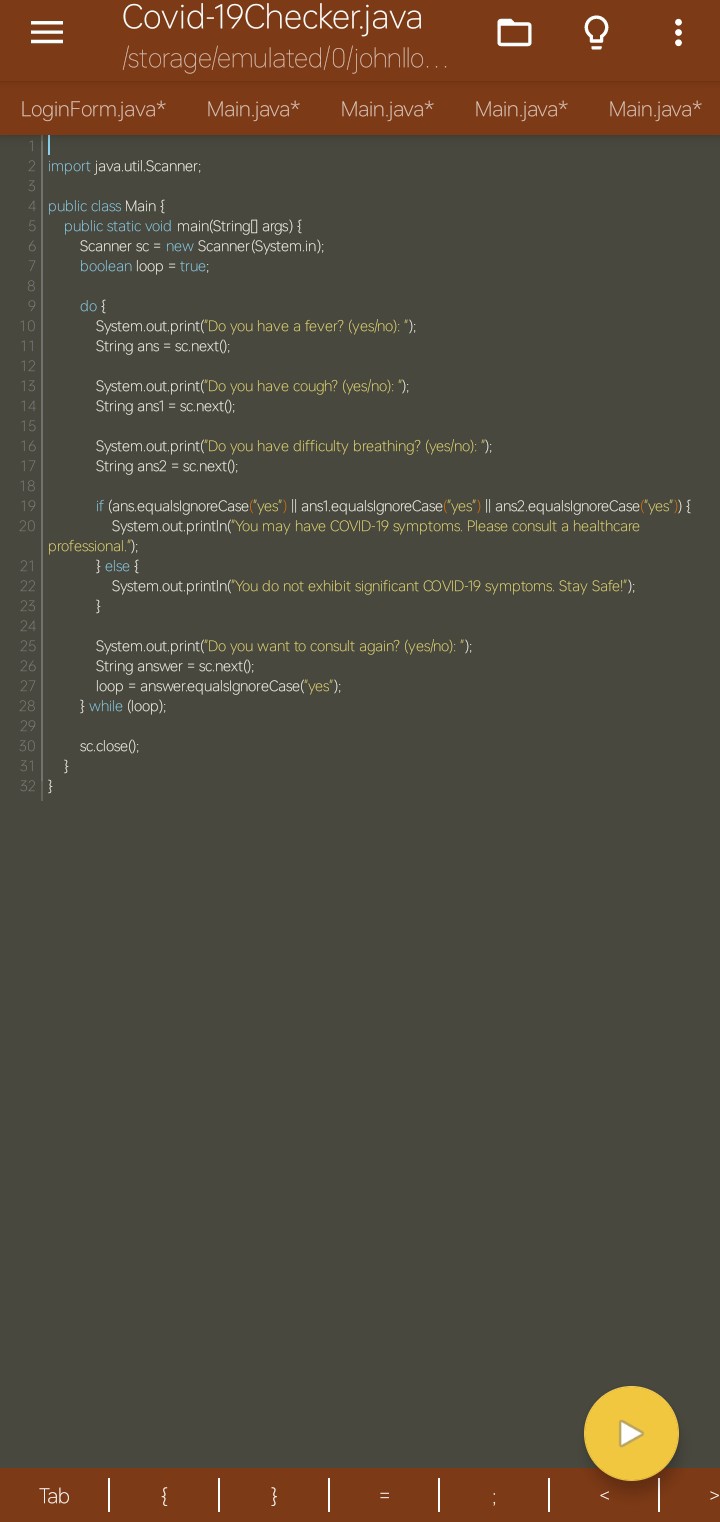 Covid-19Checker.java
/storage/emulated/0/johnllo...
LoginForm.java* Main.java* Main.java* Main.java* Main.java*
1
2 import java.util.Scanner;
3
4 public class Main {
5 public static void main(String[] args) {
6 Scanner sc = new Scanner(System.in);
7 boolean loop = true;
8
9 do {
10 System.out.print("Do you have a fever? (yes/no): ");
11 String ans = sc.next();
12
13 System.out.print("Do you have cough? (yes/no): ");
14 String ans1 = sc.next();
15
16 System.out.print("Do you have difficulty breathing? (yes/no): ");
17 String ans2 = sc.next();
18
19 if (ans.equalsIgnoreCase("yes") || ans1.equalsIgnoreCase("yes") || ans2.equalsIgnoreCase("yes")) {
20 System.out.println("You may have COVID-19 symptoms. Please consult a healthcare
professional.");
21 } else {
22 System.out.println("You do not exhibit significant COVID-19 symptoms. Stay Safe!");
23 }
24
25 System.out.print("Do you want to consult again? (yes/no): ");
26 String answer = sc.next();
27 loop = answer.equalsIgnoreCase("yes");
28 } while (loop);
29
30 sc.close();
31 }
32 }
Tab { } = ; < >